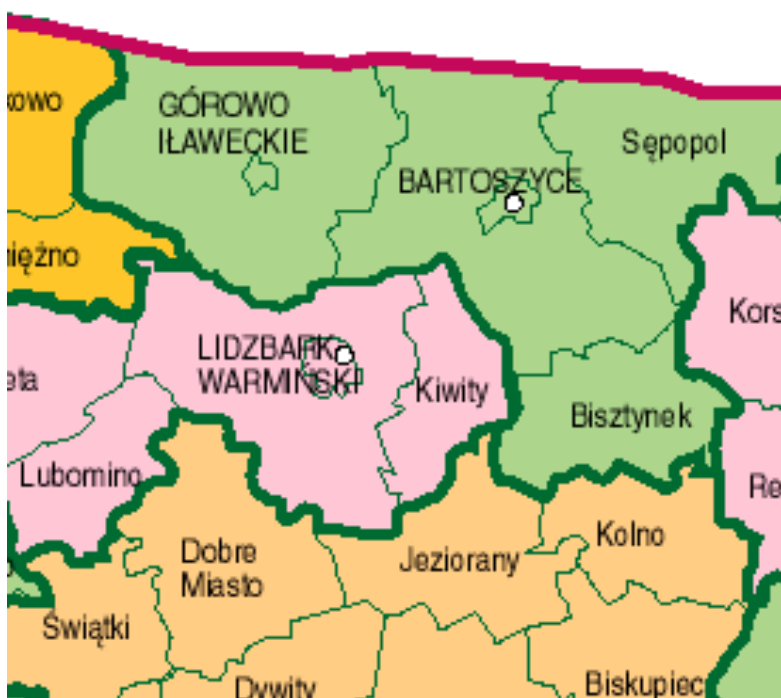 GÓROWO
IŁAWECKIE
kowo
Sępopol
BARTOSZYCE
iężno
Kors
LIDZBARK
WARMIŃSKI
eta
Kiwity
Bisztynek
Lubomino
Re
Kolno
Dobre
Miasto
Jeziorany
Świątki
Dywity
Biskupiec